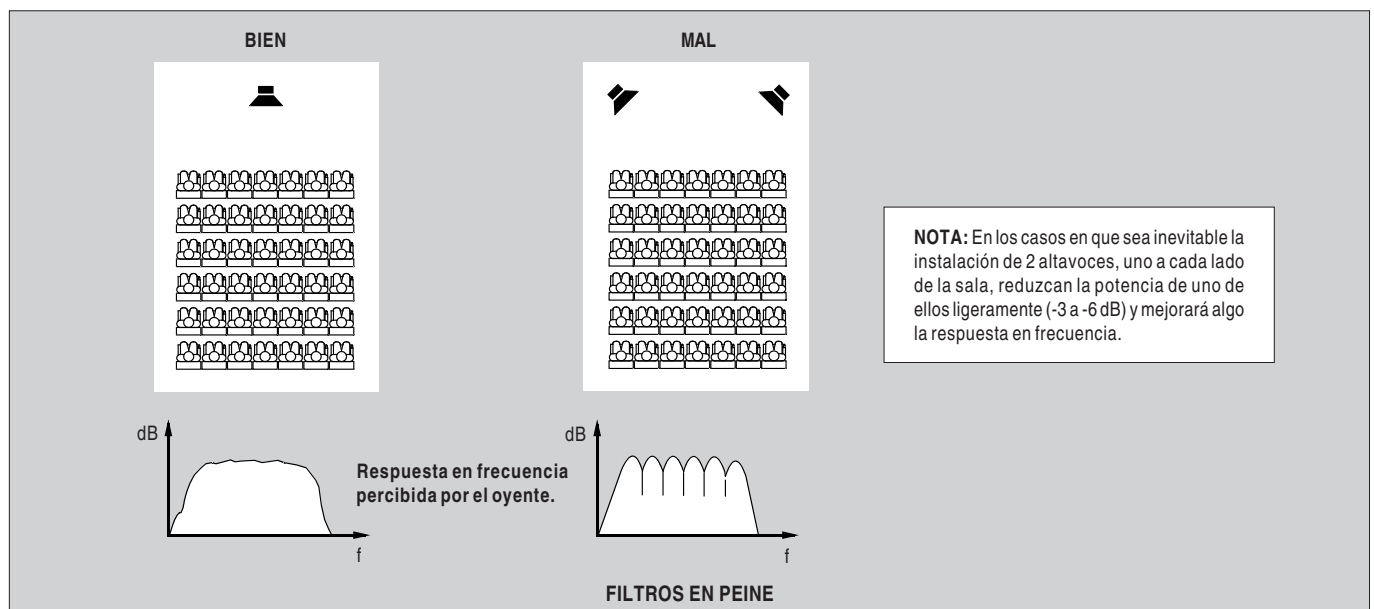 BIEN
MAL
NOTA: En los casos en que sea inevitable la
instalación de 2 altavoces, uno a cada lado
de la sala, reduzcan la potencia de uno de
ellos ligeramente (-3 a -6 dB) y mejorará algo
la respuesta en frecuencia.
dB
f
Respuesta en frecuencia
percibida por el oyente.
dB
f
FILTROS EN PEINE